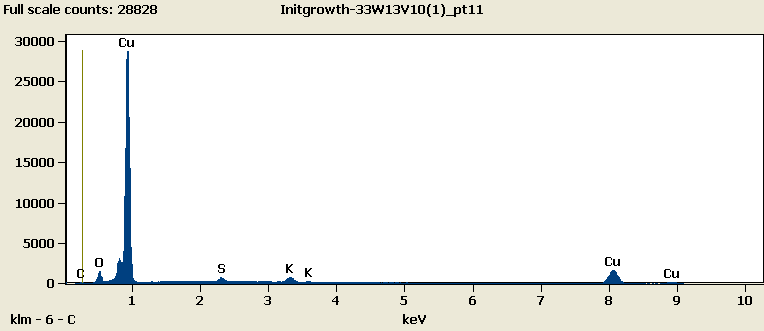 Full scale counts: 28828 Initgrowth-33W13V10(1)_pt11
30000
Cu
25000
20000
15000
10000
5000
C O S K K Cu Cu
0
1 2 3 4 5 6 7 8 9 10
klm - 6 - C keV